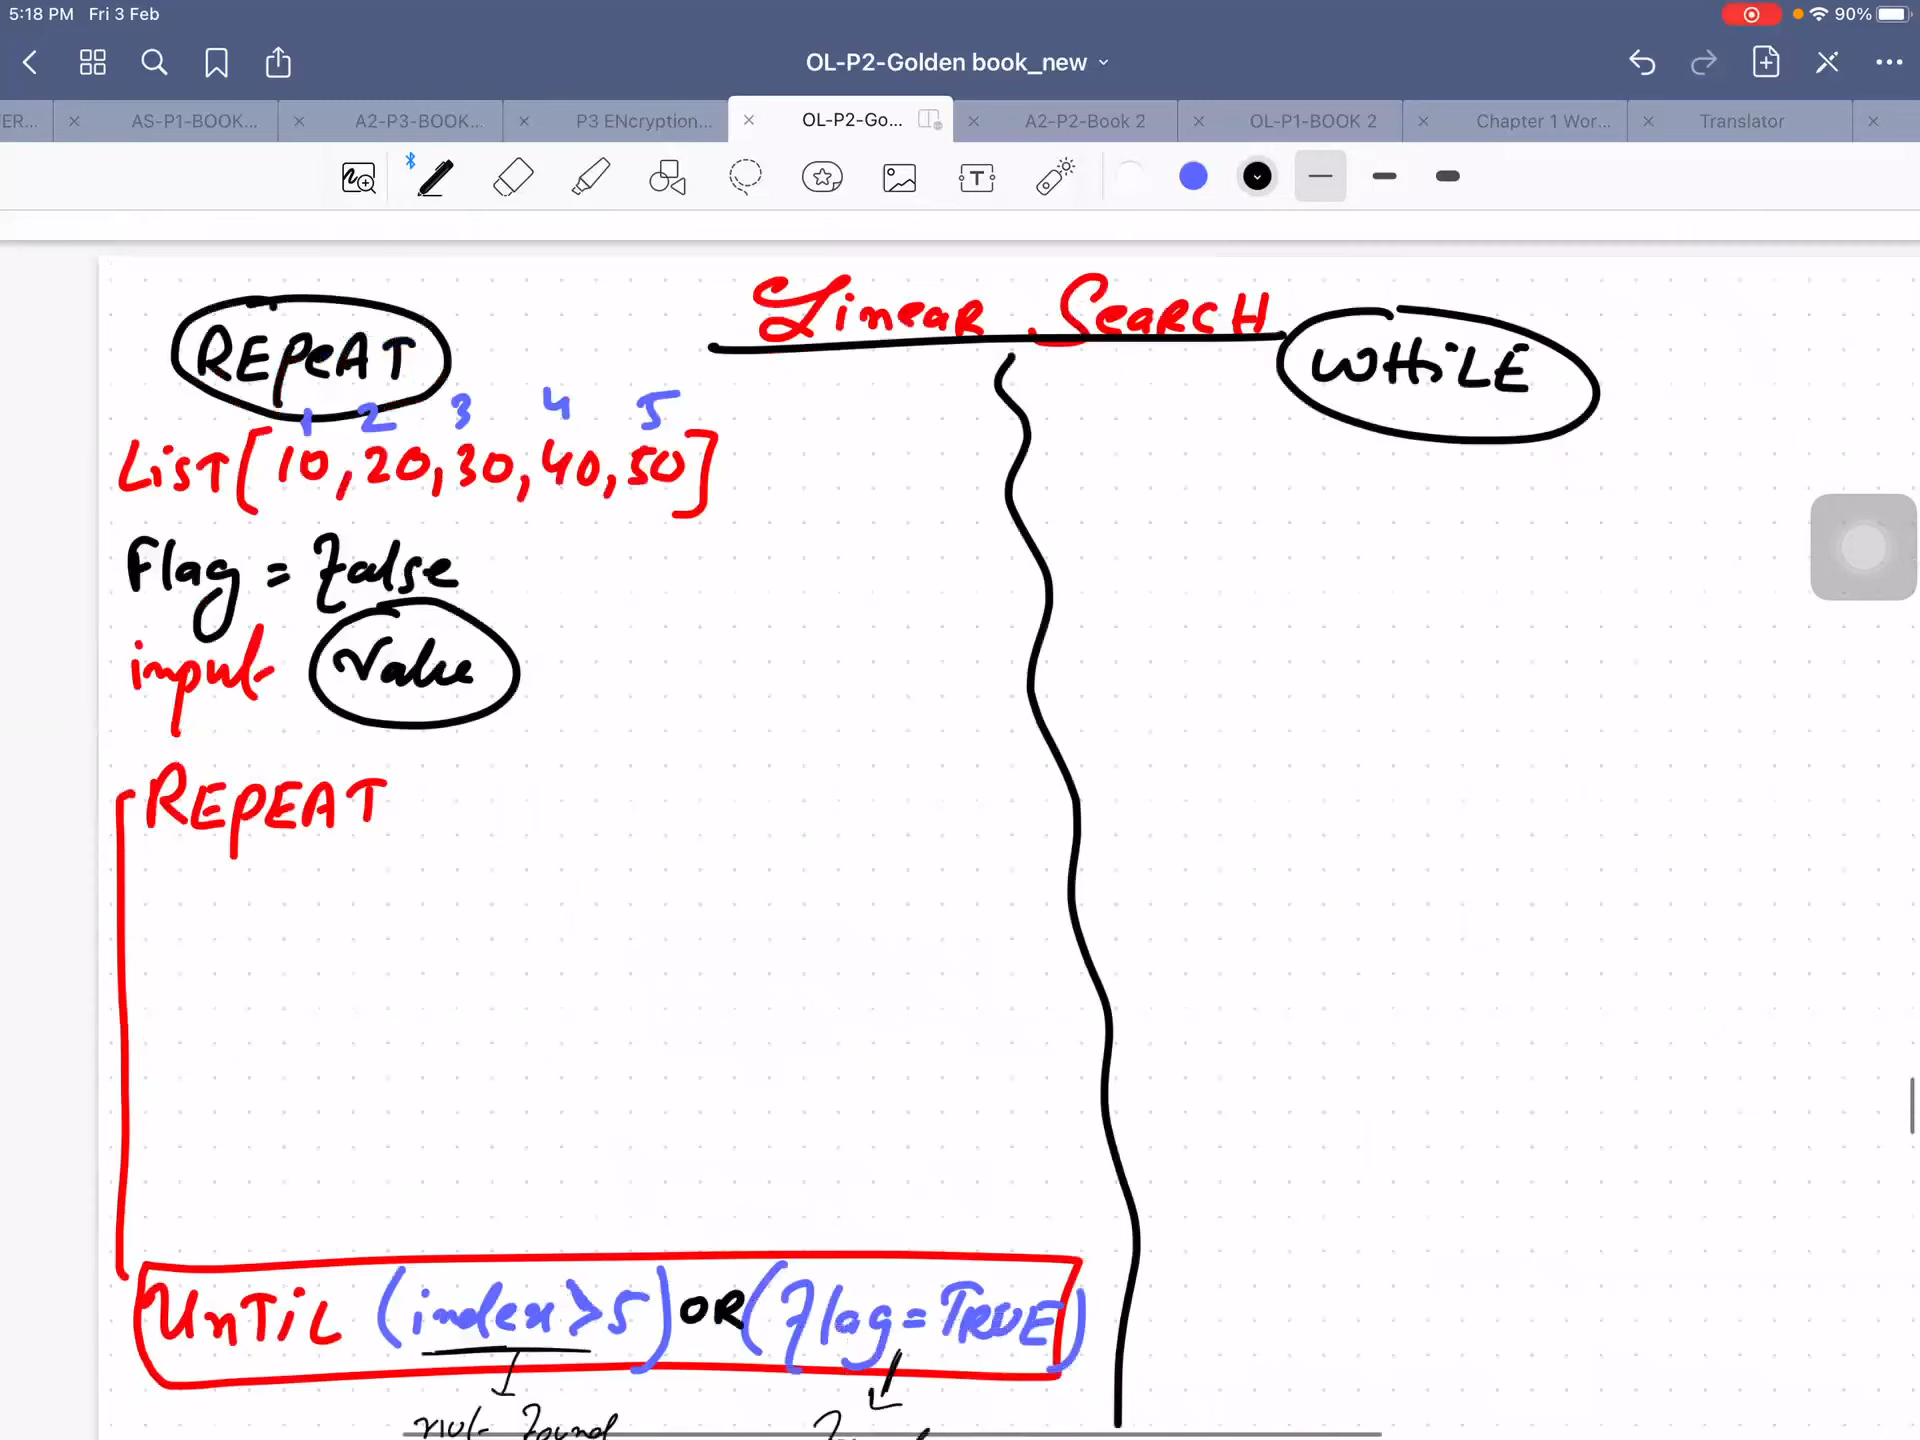 5:18 PM Fri 3 Feb
90%
OL-P2-Golden book_new
ER...
AS-P1-BOOK...
A2-P3-BOOK...
P3 ENcryption...
OL-P2-Go...
A2-P2-Book 2
OL-P1-BOOK 2
Chapter 1 Wor...
Translator
Linear Search
REPeAT
WHiLE
1 2 3 4 5
LisT[10,20,30,40,50]
Flag = False
input Value
REPEAT
UnTiL (index>5) OR (Flag=TRUE)
not found